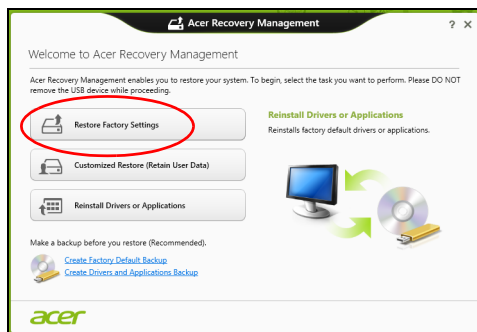 Acer Recovery Management
? ×
Welcome to Acer Recovery Management
Acer Recovery Management enables you to restore your system. To begin, select the task you want to perform. Please DO NOT
remove the USB device while proceeding.
Restore Factory Settings
Customized Restore (Retain User Data)
Reinstall Drivers or Applications
Reinstall Drivers or Applications
Reinstalls factory default drivers or applications.
Make a backup before you restore (Recommended).
Create Factory Default Backup
Create Drivers and Applications Backup
acer